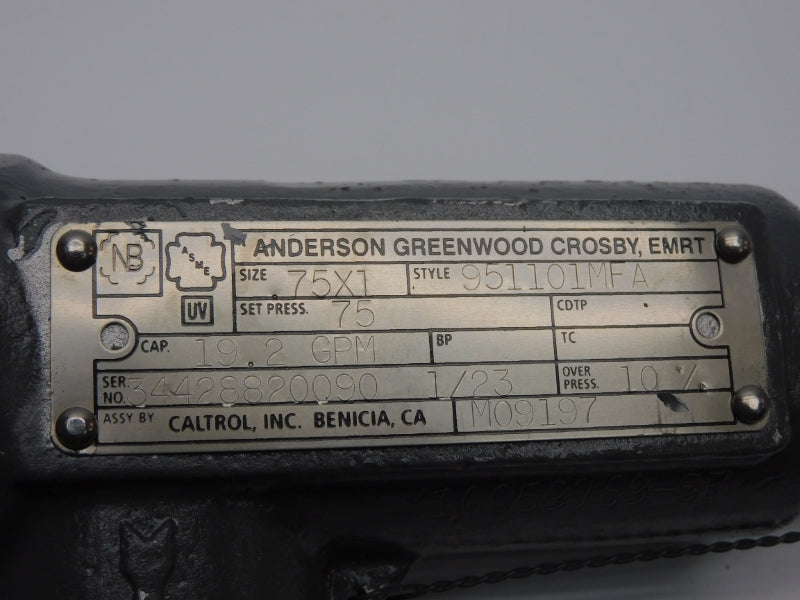 NB
ASME
UV
ANDERSON GREENWOOD CROSBY, EMRT
SIZE .75X1 STYLE 951101MFA
SET PRESS. 75 CDTP
CAP. 19.2 GPM BP TC
SER. NO. 34428820090 1/23 OVER PRESS. 10 %
ASSY. BY CALTROL, INC. BENICIA, CA M09197